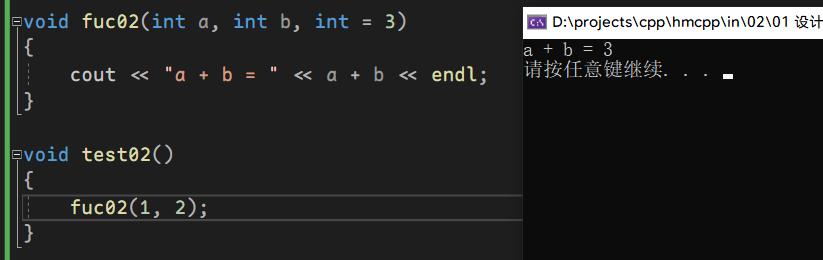 void fuc02(int a, int b, int = 3)
{
    cout << "a + b = " << a + b << endl;
}
void test02()
{
    fuc02(1, 2);
}
D:\projects\cpp\hmcpp\in\02\01 设计
a + b = 3
请按任意键继续. . .